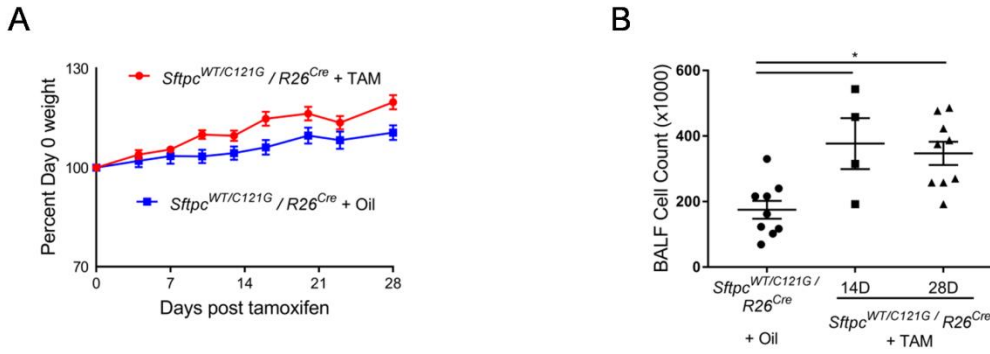 A
130
100
70
Percent Day 0 weight
Sftpc^WT/C121G / R26^Cre + TAM
Sftpc^WT/C121G / R26^Cre + Oil
0 7 14 21 28
Days post tamoxifen
B
*
600
400
200
0
BALF Cell Count (x1000)
Sftpc^WT/C121G /
R26^Cre
+ Oil
14D 28D
Sftpc^WT/C121G / R26^Cre
+ TAM